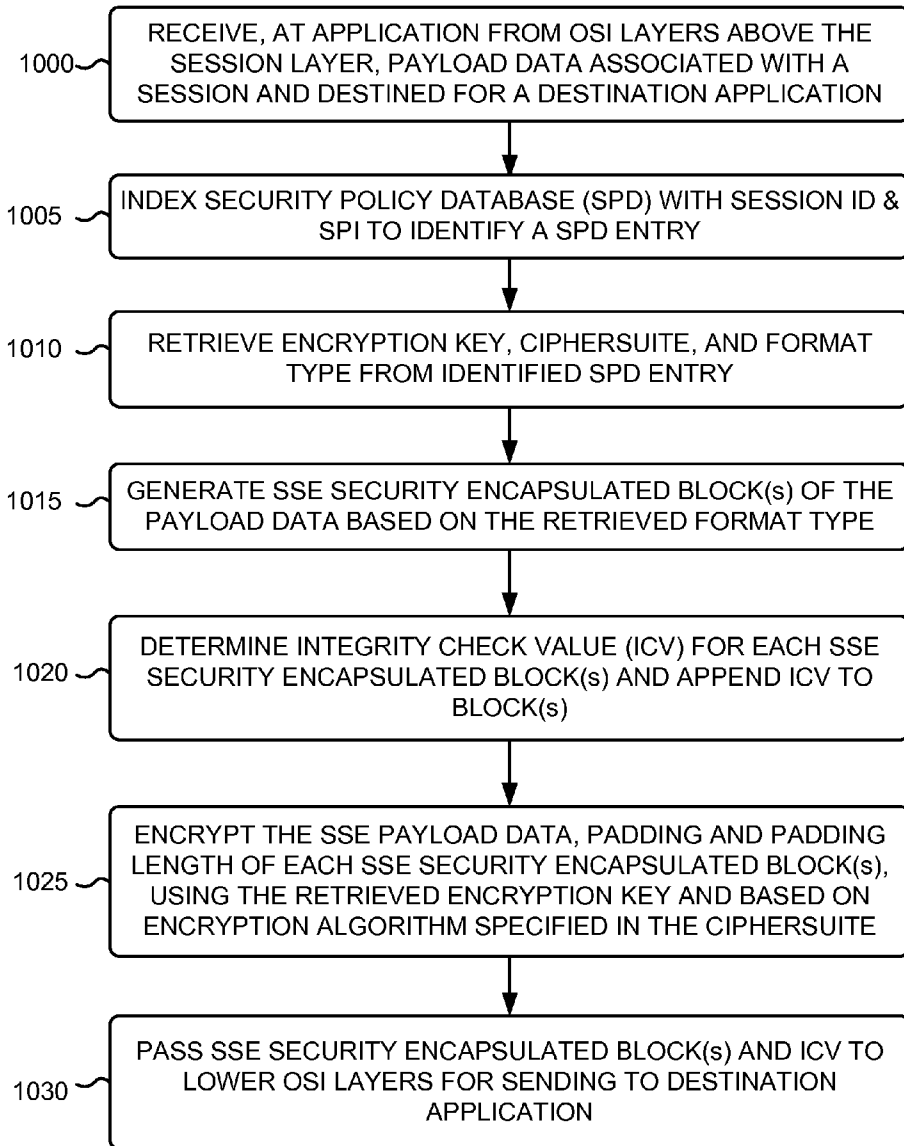 1000
RECEIVE, AT APPLICATION FROM OSI LAYERS ABOVE THE
SESSION LAYER, PAYLOAD DATA ASSOCIATED WITH A
SESSION AND DESTINED FOR A DESTINATION APPLICATION
1005
INDEX SECURITY POLICY DATABASE (SPD) WITH SESSION ID &
SPI TO IDENTIFY A SPD ENTRY
1010
RETRIEVE ENCRYPTION KEY, CIPHERSUITE, AND FORMAT
TYPE FROM IDENTIFIED SPD ENTRY
1015
GENERATE SSE SECURITY ENCAPSULATED BLOCK(s) OF THE
PAYLOAD DATA BASED ON THE RETRIEVED FORMAT TYPE
1020
DETERMINE INTEGRITY CHECK VALUE (ICV) FOR EACH SSE
SECURITY ENCAPSULATED BLOCK(s) AND APPEND ICV TO
BLOCK(s)
1025
ENCRYPT THE SSE PAYLOAD DATA, PADDING AND PADDING
LENGTH OF EACH SSE SECURITY ENCAPSULATED BLOCK(s),
USING THE RETRIEVED ENCRYPTION KEY AND BASED ON
ENCRYPTION ALGORITHM SPECIFIED IN THE CIPHERSUITE
1030
PASS SSE SECURITY ENCAPSULATED BLOCK(s) AND ICV TO
LOWER OSI LAYERS FOR SENDING TO DESTINATION
APPLICATION